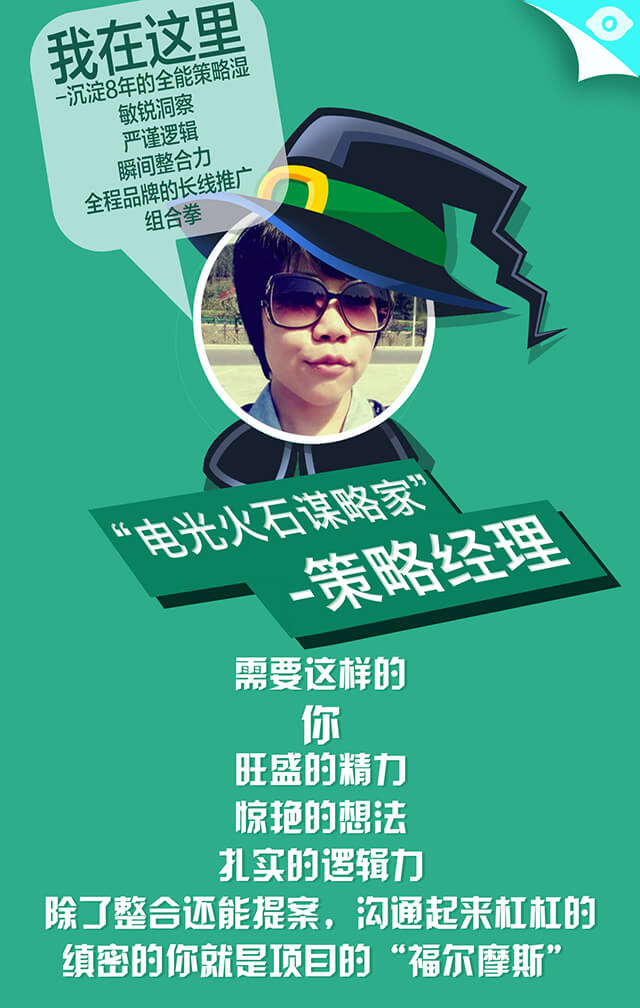 我在这里
-沉淀8年的全能策略湿
敏锐洞察
严谨逻辑
瞬间整合力
全程品牌的长线推广
组合拳
“电光火石谋略家”
-策略经理
需要这样的
你
旺盛的精力
惊艳的想法
扎实的逻辑力
除了整合还能提案，沟通起来杠杠的
缜密的你就是项目的“福尔摩斯”